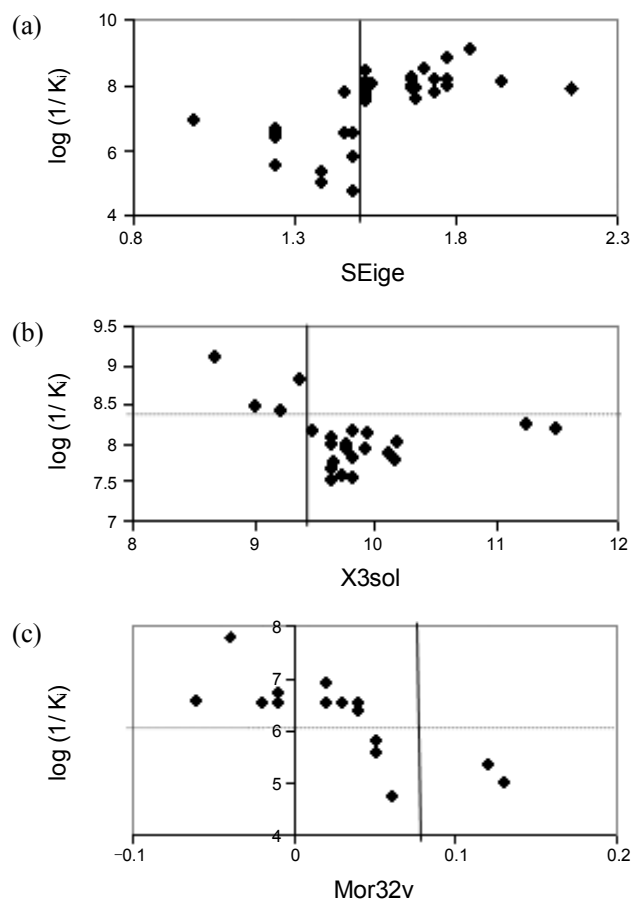 (a)
10
8
6
4
log (1/ Kᵢ)
0.8 1.3 1.8 2.3
SEige
(b)
9.5
9
8.5
8
7.5
7
log (1/ Kᵢ)
8 9 10 11 12
X3sol
(c)
8
7
6
5
4
log (1/ Kᵢ)
−0.1 0 0.1 0.2
Mor32v